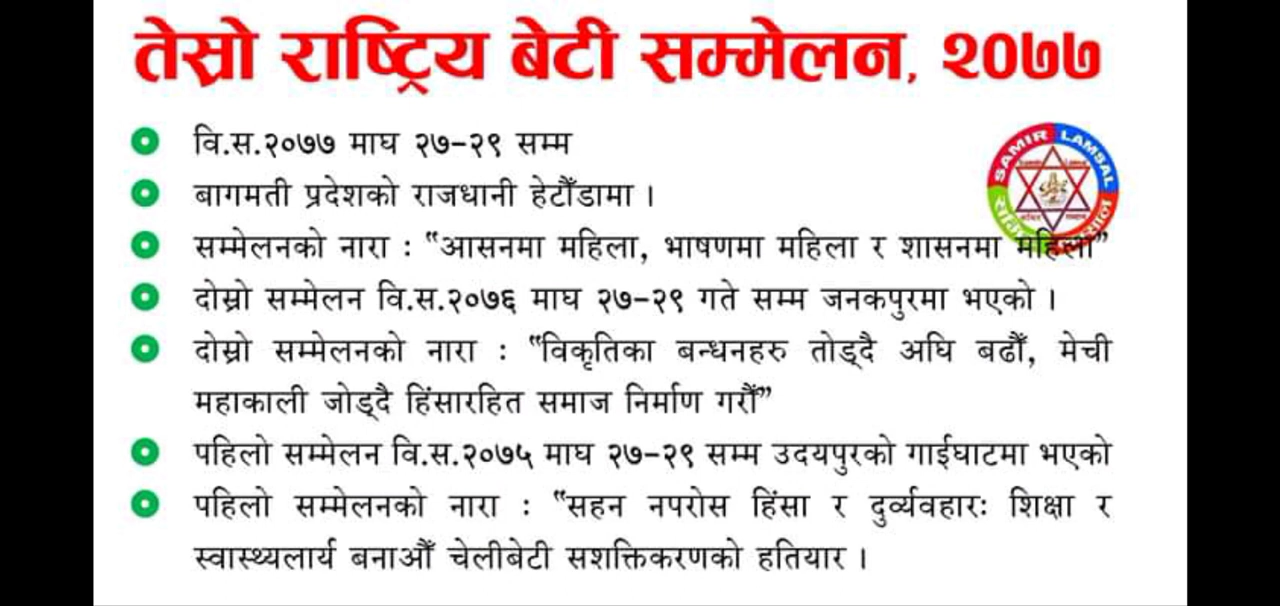 तेस्रो राष्ट्रिय बेटी सम्मेलन, २०७७
वि.स.२०७७ माघ २७–२९ सम्म
बागमती प्रदेशको राजधानी हेटौँडामा ।
सम्मेलनको नारा : “आसनमा महिला, भाषणमा महिला र शासनमा महिला”
दोस्रो सम्मेलन वि.स.२०७६ माघ २७–२९ गते सम्म जनकपुरमा भएको ।
दोस्रो सम्मेलनको नारा : “विकृतिका बन्धनहरु तोड्दै अघि बढौँ, मेची
महाकाली जोड्दै हिंसारहित समाज निर्माण गरौँ”
पहिलो सम्मेलन वि.स.२०७५ माघ २७–२९ सम्म उदयपुरको गाईघाटमा भएको
पहिलो सम्मेलनको नारा : “सहन नपरोस हिंसा र दुर्व्यवहारः शिक्षा र
स्वास्थ्यलार्य बनाऔँ चेलीबेटी सशक्तिकरणको हतियार ।
SAMIR LAMSAL